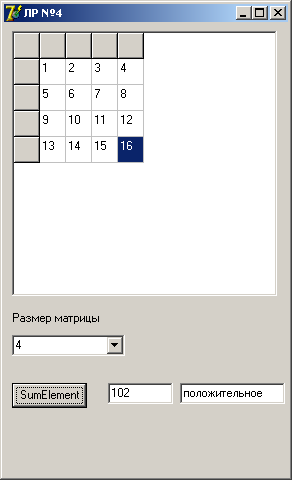 ЛР №4
1 2 3 4
5 6 7 8
9 10 11 12
13 14 15 16
Размер матрицы
4
SumElement 102 положительное